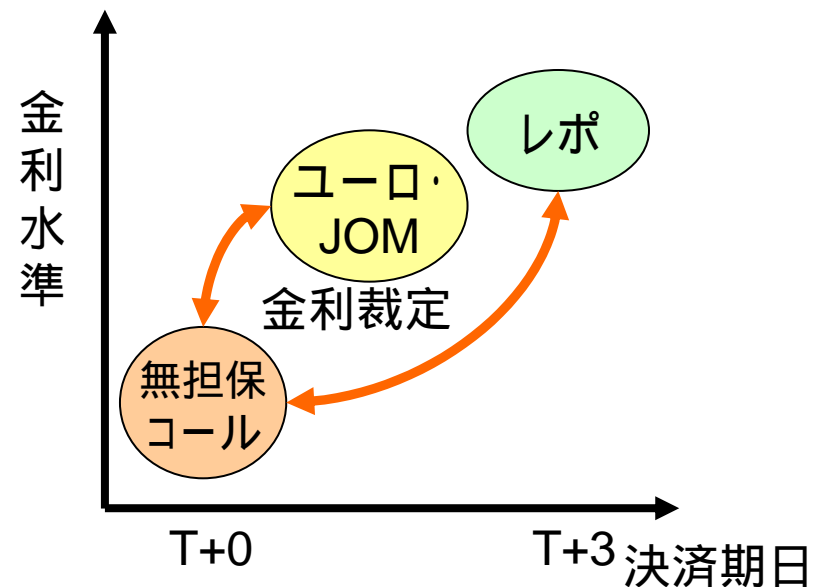 金利水準
レポ
ユーロ・
JOM
金利裁定
無担保
コール
T+0
T+3
決済期日